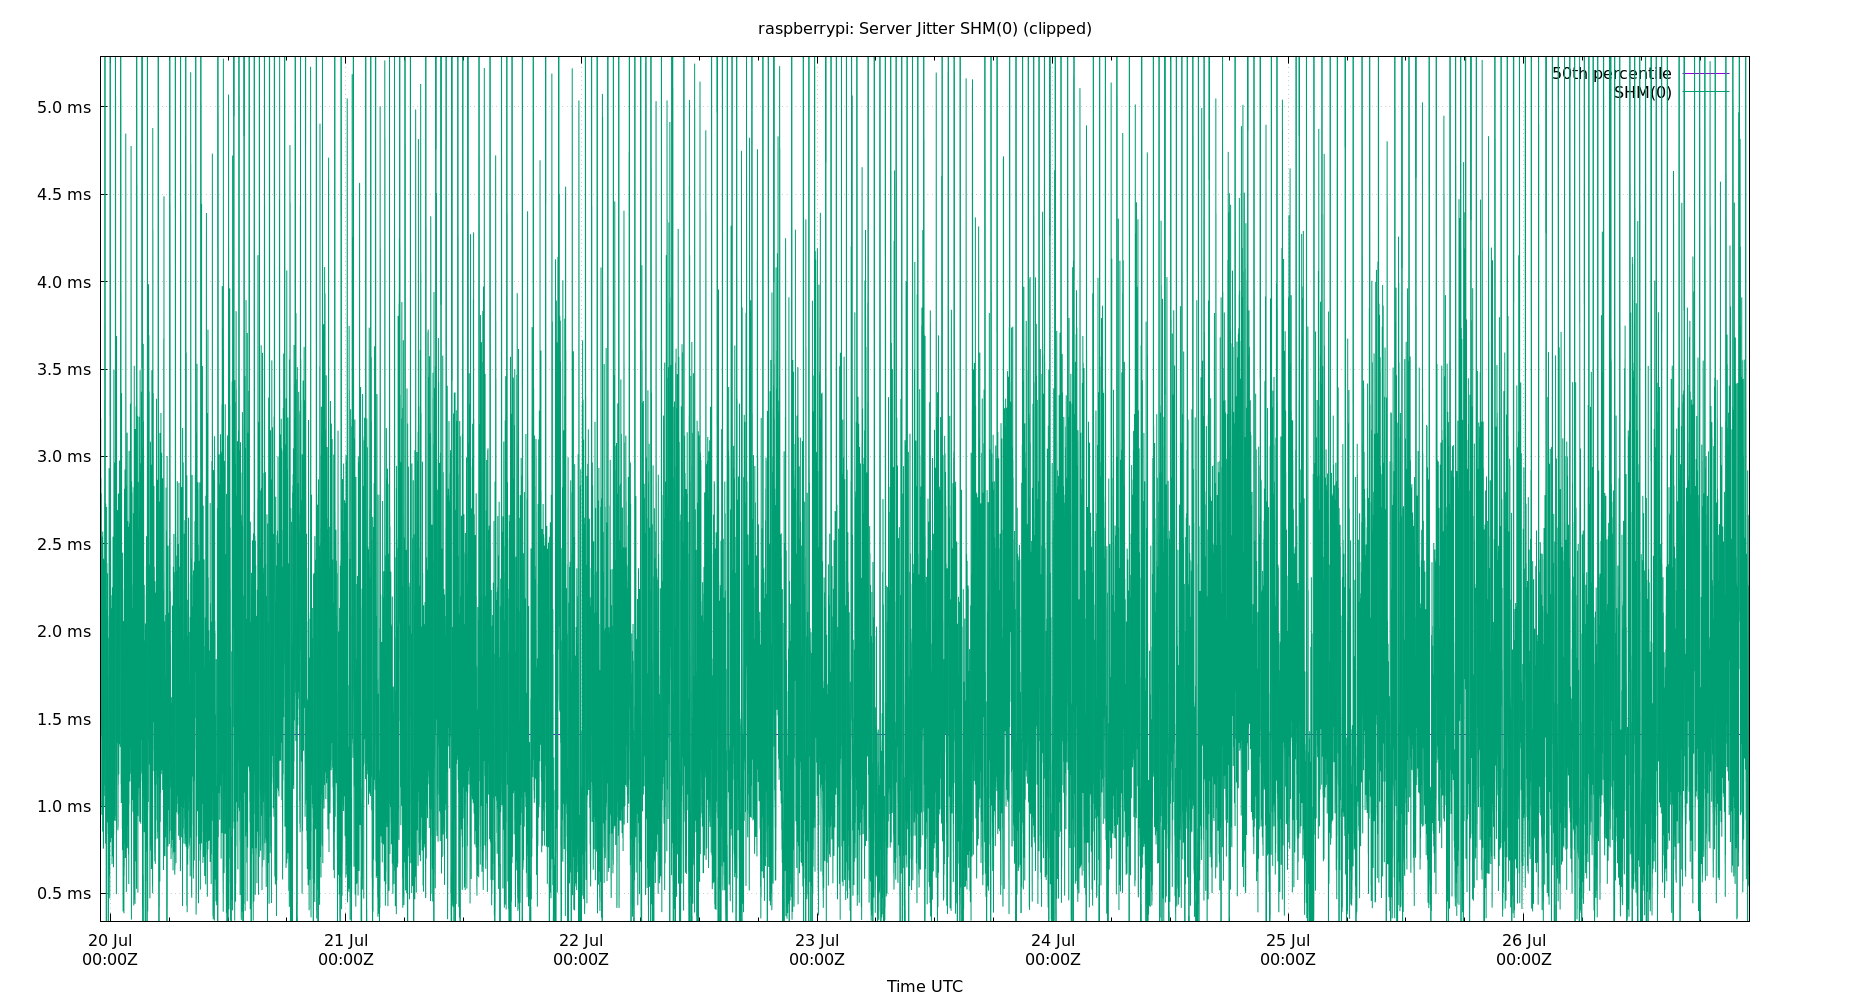 raspberrypi: Server Jitter SHM(0) (clipped)
50th percentile
SHM(0)
5.0 ms
4.5 ms
4.0 ms
3.5 ms
3.0 ms
2.5 ms
2.0 ms
1.5 ms
1.0 ms
0.5 ms
20 Jul 21 Jul 22 Jul 23 Jul 24 Jul 25 Jul 26 Jul
00:00Z 00:00Z 00:00Z 00:00Z 00:00Z 00:00Z 00:00Z
Time UTC